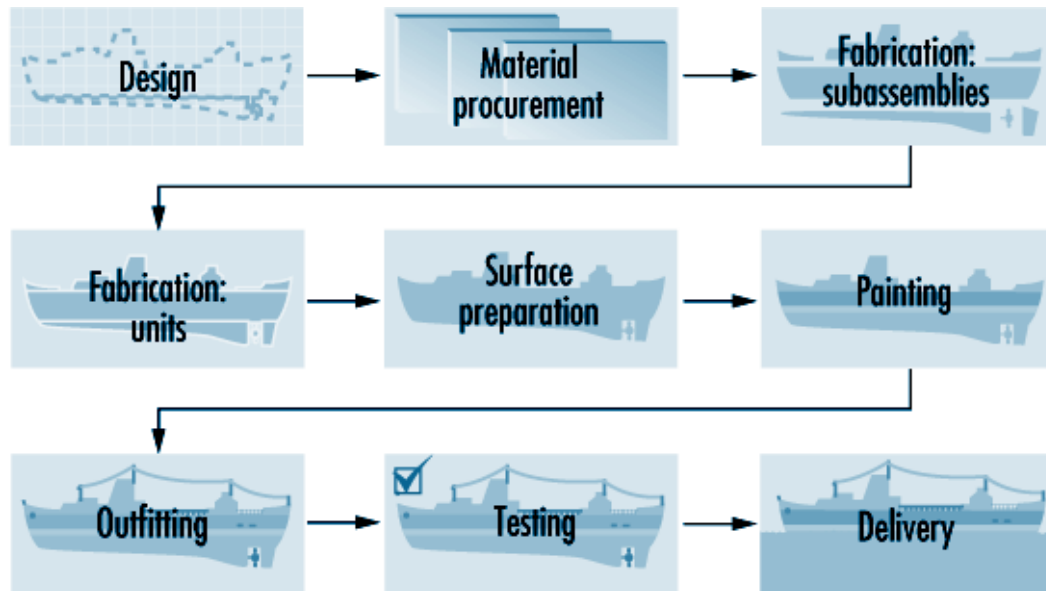 Design
Material
procurement
Fabrication:
subassemblies
Fabrication:
units
Surface
preparation
Painting
Outfitting
Testing
Delivery